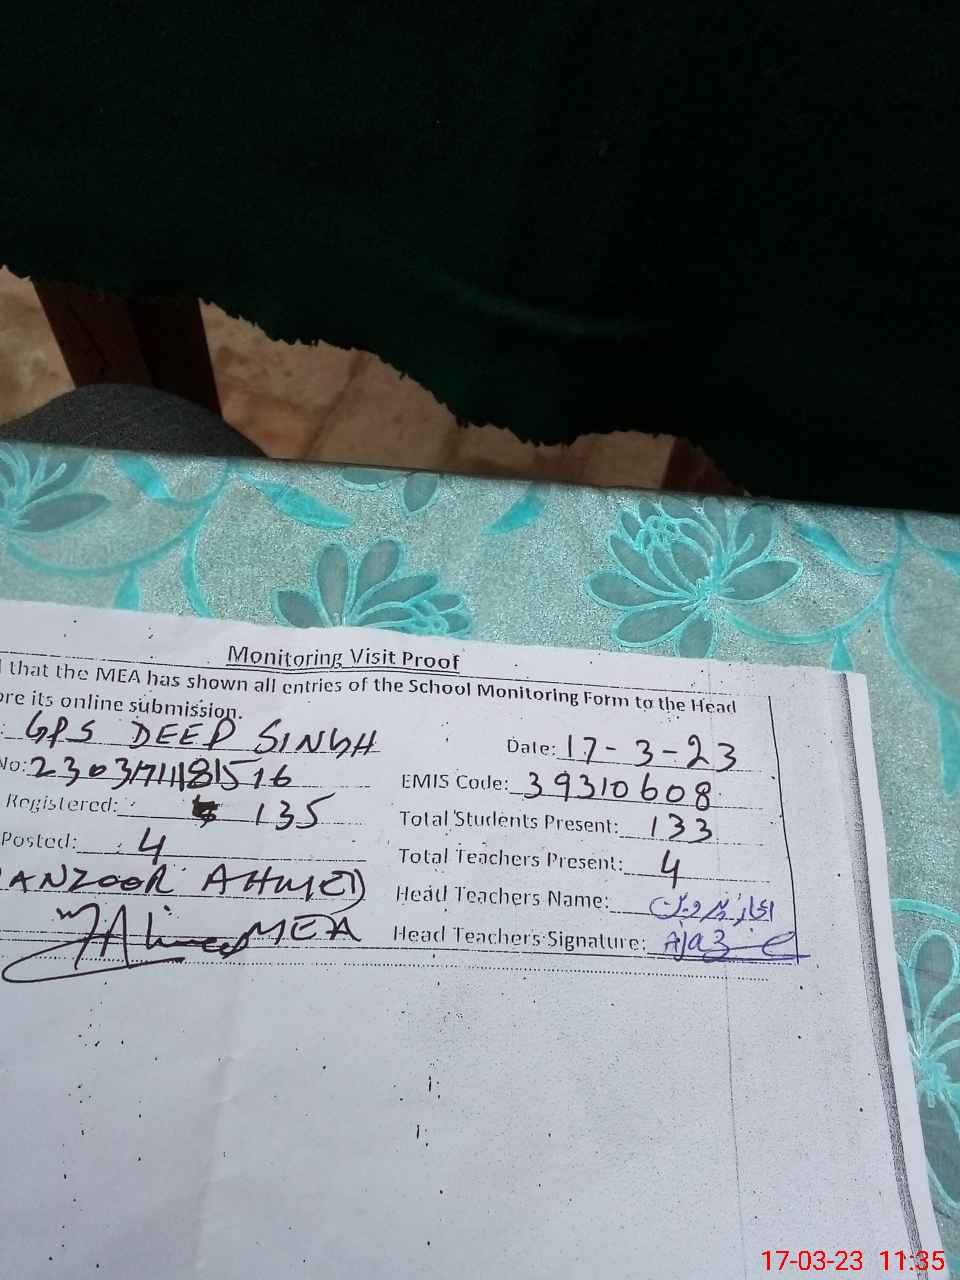 Monitoring Visit Proof
that the MEA has shown all entries of the School Monitoring Form to the Head
ore its online submission.
: GPS DEEP SINGH Date: 17-3-23
No: EMIS Code: 39310608
Registered: 135 Total Students Present: 133
Posted: 4 Total Teachers Present: 4
ANZOOR AHMED Head Teachers Name:
MEA Head Teachers Signature: Ajaz
17-03-23 11:35